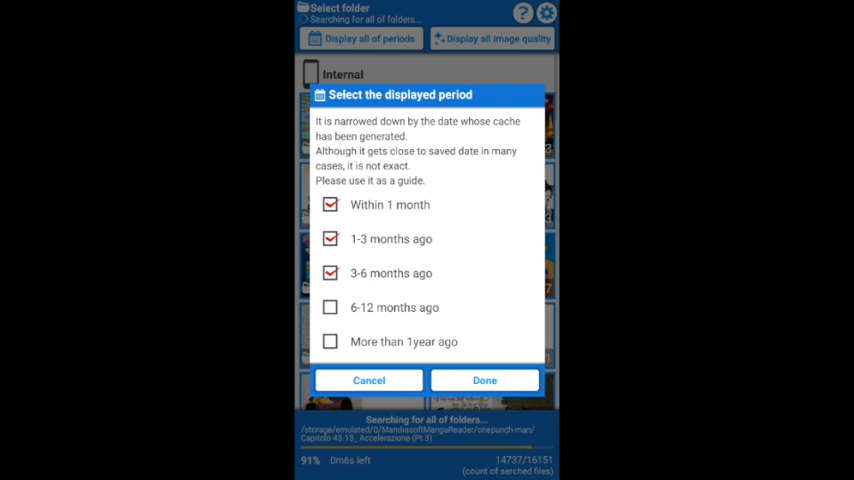 Select folder
Searching for all of folders...
?
Display all of periods
Display all image quality
Internal
Select the displayed period
It is narrowed down by the date whose cache
has been generated.
Although it gets close to saved date in many
cases, it is not exact.
Please use it as a guide.
Within 1 month
1-3 months ago
3-6 months ago
6-12 months ago
More than 1year ago
Cancel
Done
Searching for all of folders...
/storage/emulated/0/MandrasoftMangaReader/onepunch-man/
Capitolo 43.13_ Accelerazione (Pt.3)
91% 0m6s left
14737/16151
(count of serched files)